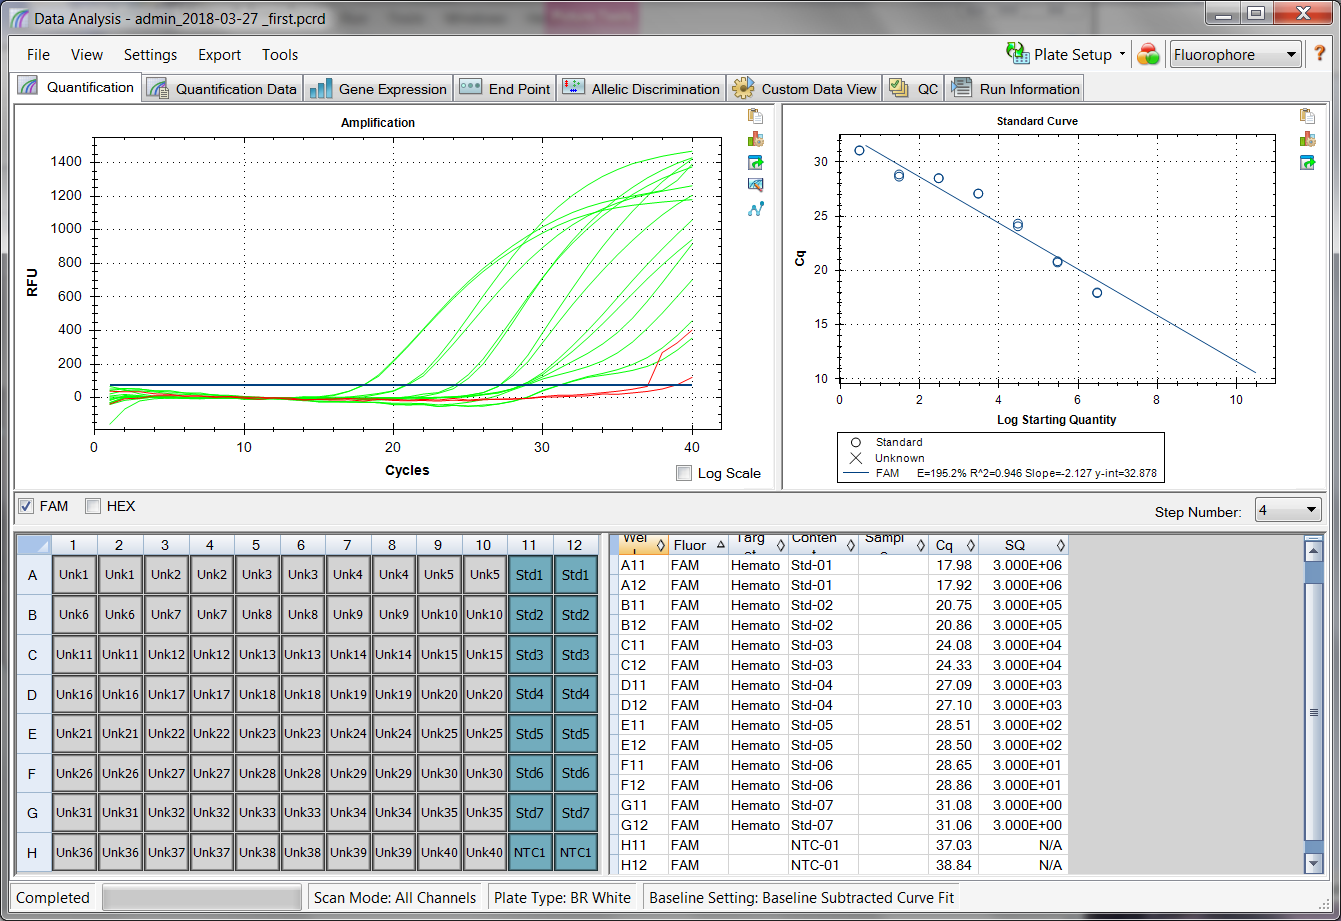 Data Analysis - admin_2018-03-27 _first.pcrd
File View Settings Export Tools Plate Setup Fluorophore ?
Quantification Quantification Data Gene Expression End Point Allelic Discrimination Custom Data View QC Run Information
Amplification
1400
1200
1000
800
600
400
200
0
RFU
0 10 20 30 40
Cycles
Log Scale
Standard Curve
30
25
20
15
10
Cq
0 2 4 6 8 10
Log Starting Quantity
Standard
Unknown
FAM E=195.2% R^2=0.946 Slope=-2.127 y-int=32.878
FAM HEX
Step Number: 4
1 2 3 4 5 6 7 8 9 10 11 12
A Unk1 Unk1 Unk2 Unk2 Unk3 Unk3 Unk4 Unk4 Unk5 Unk5 Std1 Std1
B Unk6 Unk6 Unk7 Unk7 Unk8 Unk8 Unk9 Unk9 Unk10 Unk10 Std2 Std2
C Unk11 Unk11 Unk12 Unk12 Unk13 Unk13 Unk14 Unk14 Unk15 Unk15 Std3 Std3
D Unk16 Unk16 Unk17 Unk17 Unk18 Unk18 Unk19 Unk19 Unk20 Unk20 Std4 Std4
E Unk21 Unk21 Unk22 Unk22 Unk23 Unk23 Unk24 Unk24 Unk25 Unk25 Std5 Std5
F Unk26 Unk26 Unk27 Unk27 Unk28 Unk28 Unk29 Unk29 Unk30 Unk30 Std6 Std6
G Unk31 Unk31 Unk32 Unk32 Unk33 Unk33 Unk34 Unk34 Unk35 Unk35 Std7 Std7
H Unk36 Unk36 Unk37 Unk37 Unk38 Unk38 Unk39 Unk39 Unk40 Unk40 NTC1 NTC1
Fluor Cq SQ
A11 FAM Hemato Std-01 17.98 3.000E+06
A12 FAM Hemato Std-01 17.92 3.000E+06
B11 FAM Hemato Std-02 20.75 3.000E+05
B12 FAM Hemato Std-02 20.86 3.000E+05
C11 FAM Hemato Std-03 24.08 3.000E+04
C12 FAM Hemato Std-03 24.33 3.000E+04
D11 FAM Hemato Std-04 27.09 3.000E+03
D12 FAM Hemato Std-04 27.10 3.000E+03
E11 FAM Hemato Std-05 28.51 3.000E+02
E12 FAM Hemato Std-05 28.50 3.000E+02
F11 FAM Hemato Std-06 28.65 3.000E+01
F12 FAM Hemato Std-06 28.86 3.000E+01
G11 FAM Hemato Std-07 31.08 3.000E+00
G12 FAM Hemato Std-07 31.06 3.000E+00
H11 FAM NTC-01 37.03 N/A
H12 FAM NTC-01 38.84 N/A
Completed Scan Mode: All Channels Plate Type: BR White Baseline Setting: Baseline Subtracted Curve Fit